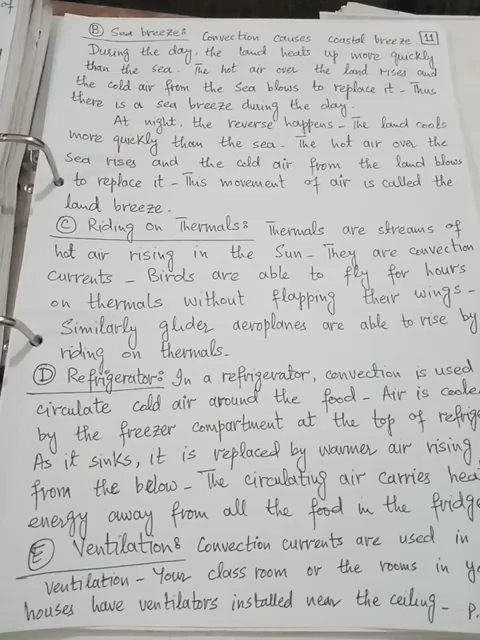 of
Ⓑ Sea breeze: Convection causes coastal breeze. 11
During the day, the land heats up more quickly
than the sea. The hot air over the land rises and
the cold air from the sea blows to replace it - Thus
there is a sea breeze during the day.
At night, the reverse happens - The land cools
more quickly than the sea - The hot air over the
sea rises and the cold air from the land blows
to replace it - This movement of air is called the
land breeze.
Ⓒ Riding on Thermals: Thermals are streams of
hot air rising in the Sun - They are convection
currents - Birds are able to fly for hours
on thermals without flapping their wings -
Similarly glider aeroplanes are able to rise by
riding on thermals -
Ⓓ Refrigerator: In a refrigerator, convection is used
circulate cold air around the food - Air is coole
by the freezer compartment at the top of refrige
As it sinks, it is replaced by warmer air rising
from the below - The circulating air carries hea
energy away from all the food in the fridge
Ⓔ Ventilation: Convection currents are used in
ventilation - Your class room or the rooms in yo
houses have ventilators installed near the ceiling - P.